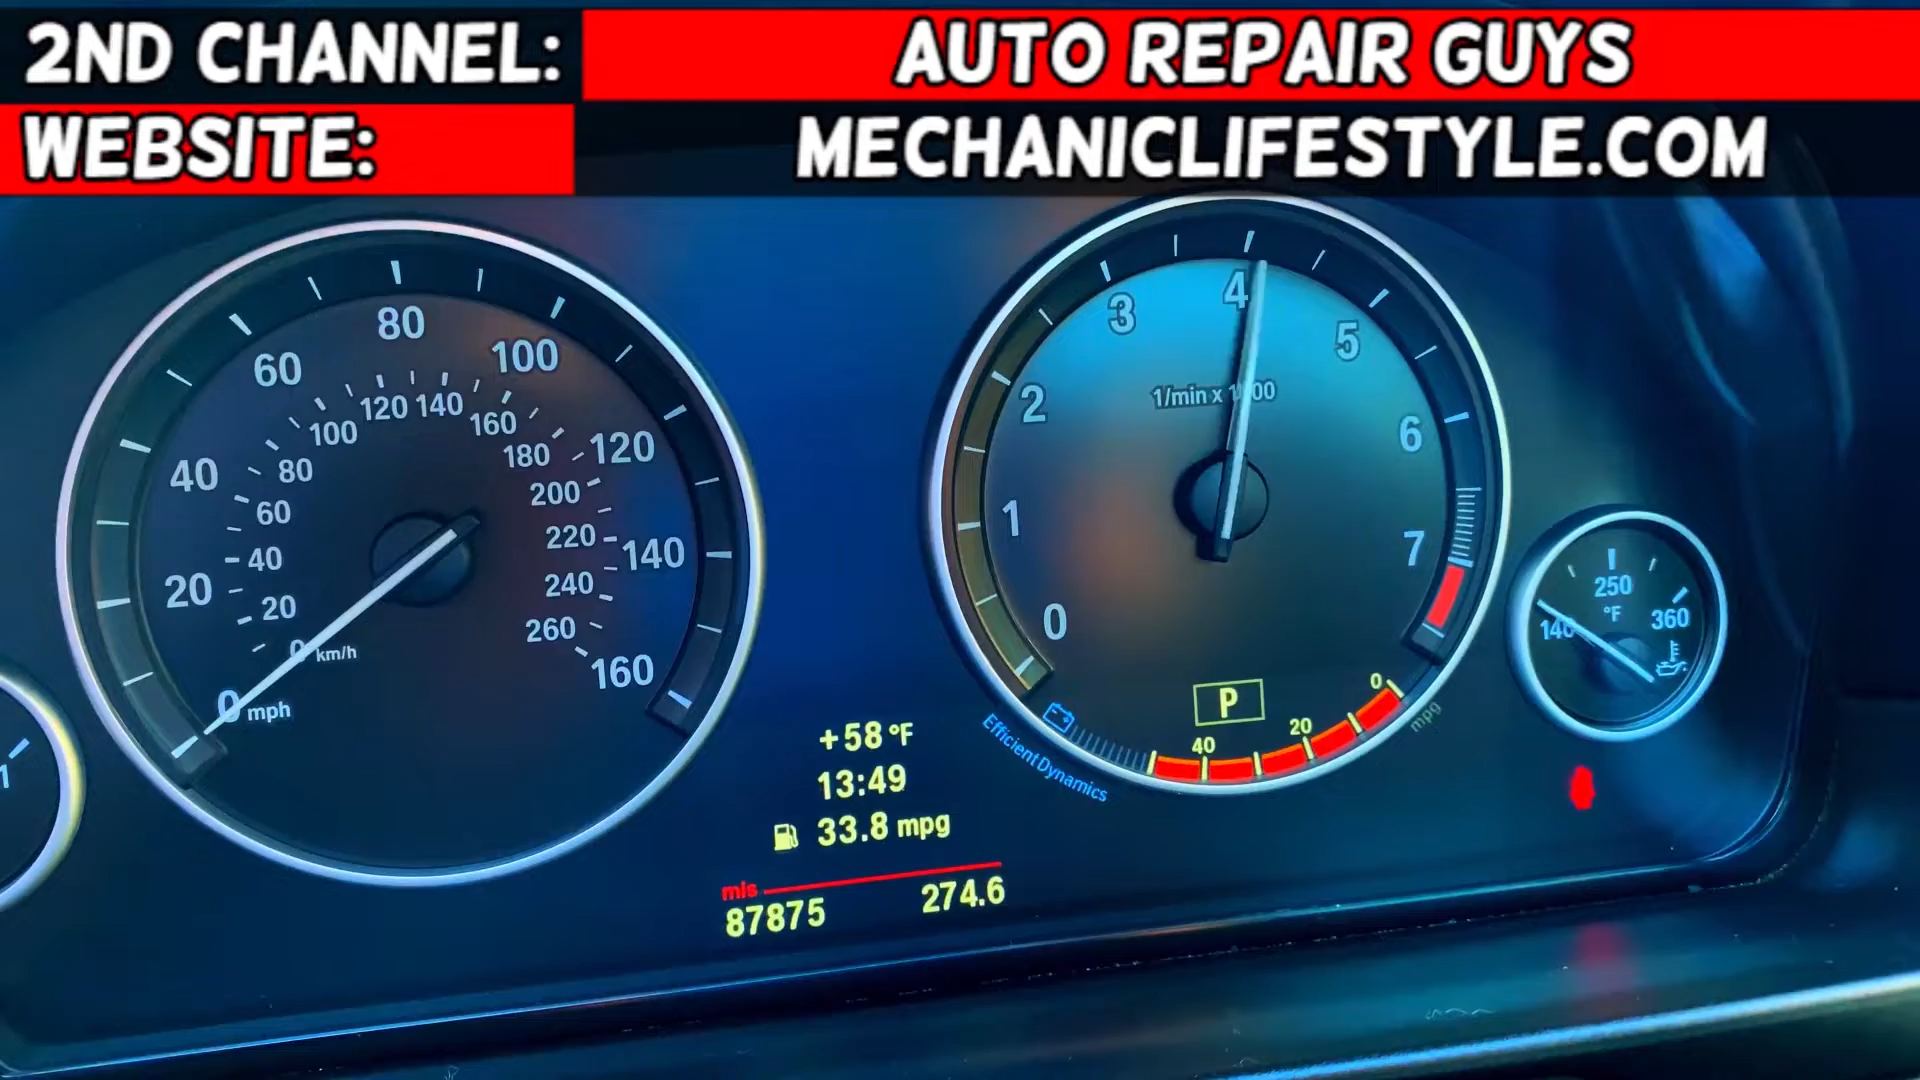 2ND CHANNEL: AUTO REPAIR GUYS
WEBSITE: MECHANICLIFESTYLE.COM
0 20 40 60 80 100 120 140 160
mph
0 20 40 60 80 100 120 140 160 180 200 220 240 260
km/h
+58 °F
13:49
33.8 mpg
mls
87875 274.6
0 1 2 3 4 5 6 7
1/min x 1000
P
40 20 0
mpg
EfficientDynamics
140 250 360
°F
1